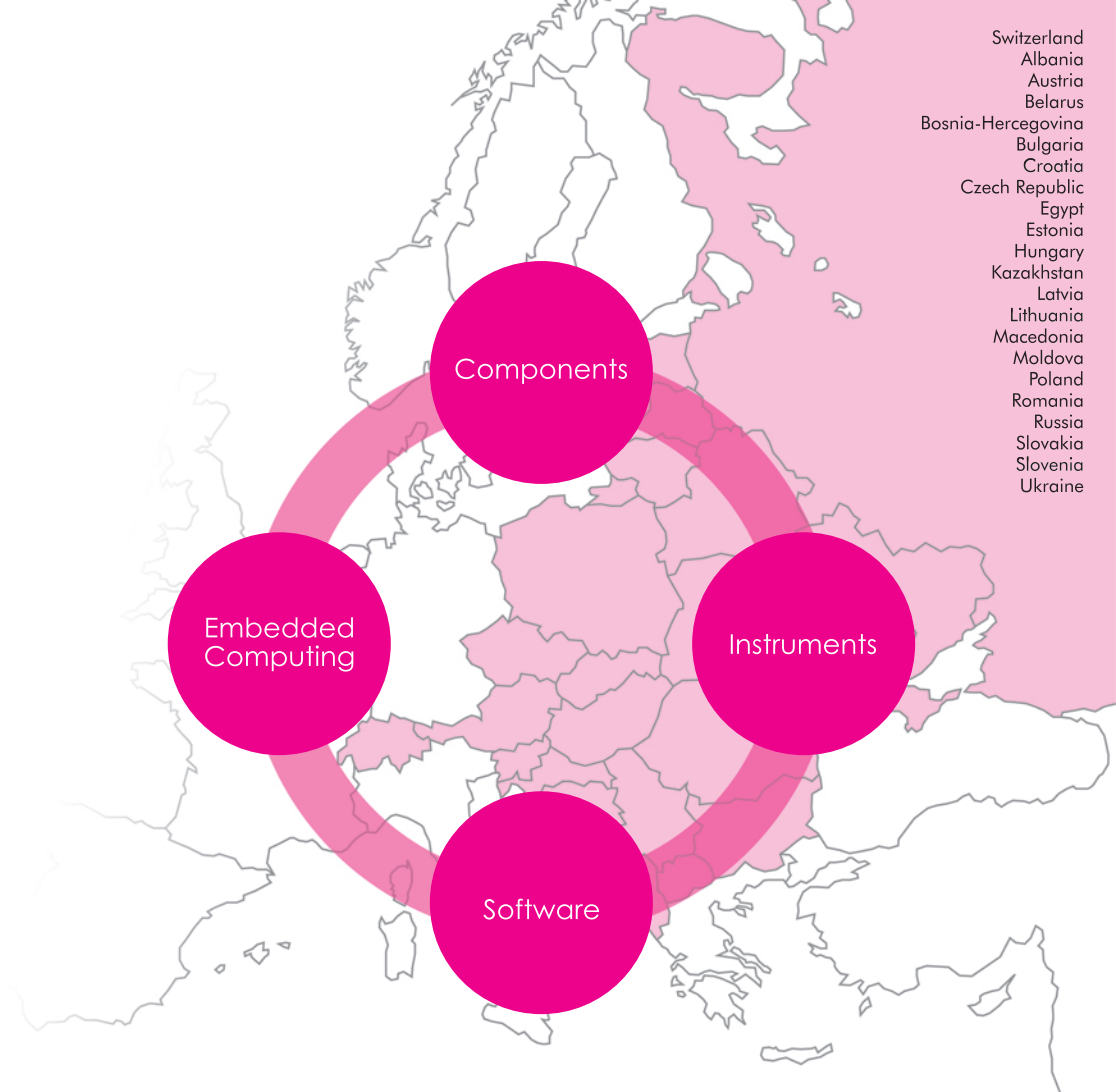 Switzerland
Albania
Austria
Belarus
Bosnia-Hercegovina
Bulgaria
Croatia
Czech Republic
Egypt
Estonia
Hungary
Kazakhstan
Latvia
Lithuania
Macedonia
Moldova
Poland
Romania
Russia
Slovakia
Slovenia
Ukraine
Components
Embedded
Computing
Instruments
Software